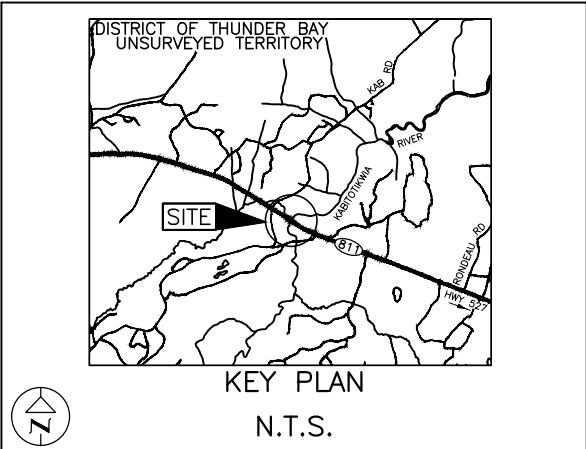 DISTRICT OF THUNDER BAY
UNSURVEYED TERRITORY
KAB RD
RIVER
KABITOTIKWIA
SITE
811
RONDEAU RD
HWY 527
KEY PLAN
N
N.T.S.